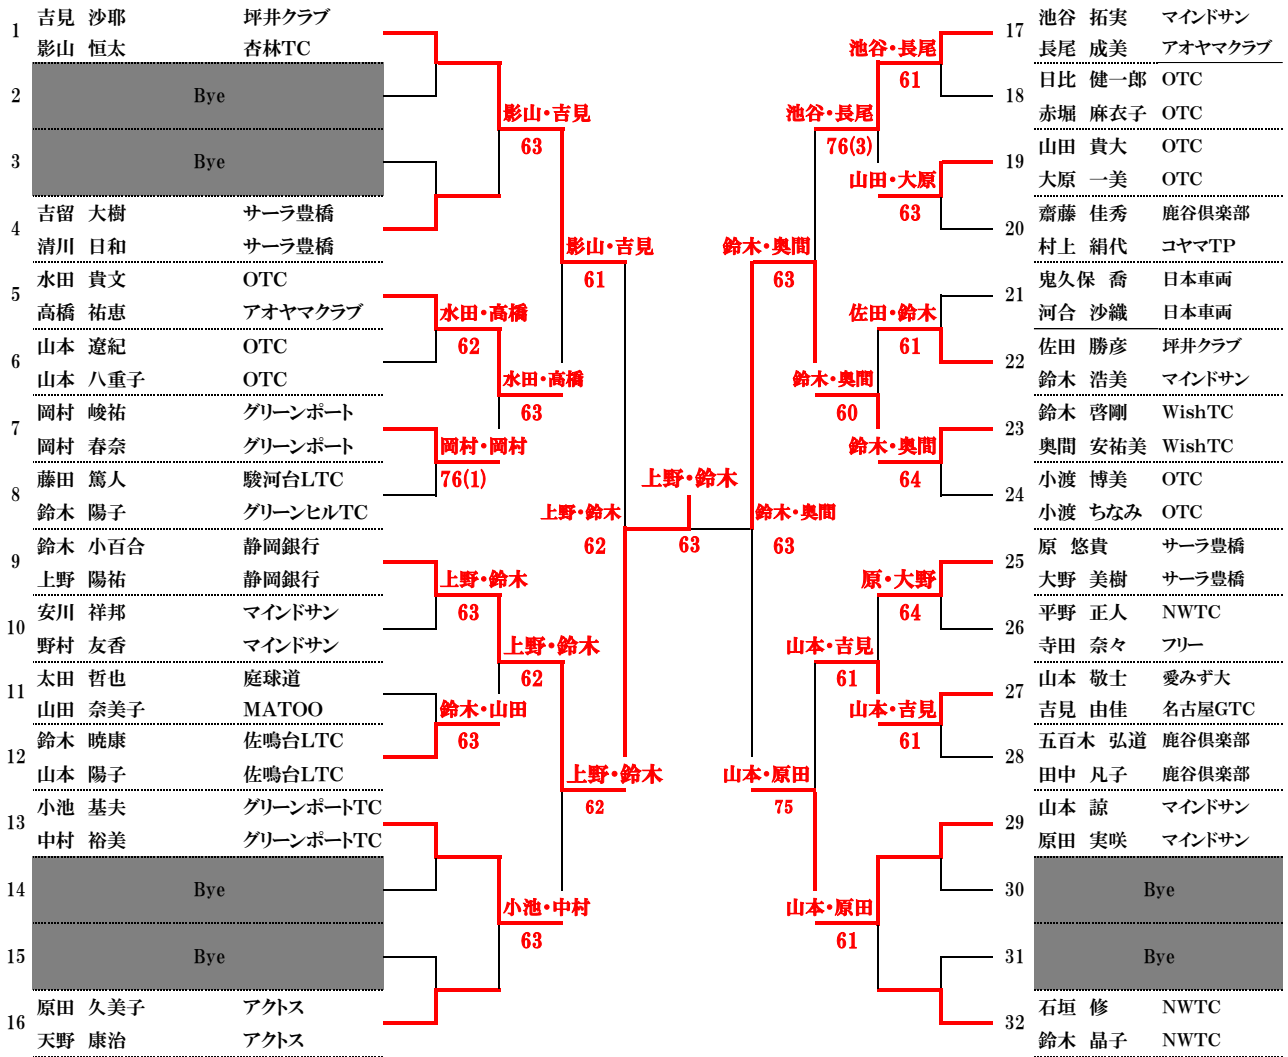 1 吉見 沙耶 坪井クラブ
影山 恒太 杏林TC
2 Bye
3 Bye
4 吉留 大樹 サーラ豊橋
清川 日和 サーラ豊橋
5 水田 貴文 OTC
高橋 祐恵 アオヤマクラブ
6 山本 遼紀 OTC
山本 八重子 OTC
7 岡村 峻祐 グリーンポート
岡村 春奈 グリーンポート
8 藤田 篤人 駿河台LTC
鈴木 陽子 グリーンヒルTC
9 鈴木 小百合 静岡銀行
上野 陽祐 静岡銀行
10 安川 祥邦 マインドサン
野村 友香 マインドサン
11 太田 哲也 庭球道
山田 奈美子 MATOO
12 鈴木 暁康 佐鳴台LTC
山本 陽子 佐鳴台LTC
13 小池 基夫 グリーンポートTC
中村 裕美 グリーンポートTC
14 Bye
15 Bye
16 原田 久美子 アクトス
天野 康治 アクトス
水田・高橋
62
岡村・岡村
76(1)
上野・鈴木
63
鈴木・山田
63
影山・吉見
63
水田・高橋
63
上野・鈴木
62
小池・中村
63
影山・吉見
61
上野・鈴木
62
上野・鈴木
62
上野・鈴木
63
鈴木・奥間
63
鈴木・奥間
63
山本・原田
75
池谷・長尾
76(3)
鈴木・奥間
60
山本・吉見
61
山本・原田
61
池谷・長尾
61
山田・大原
63
佐田・鈴木
61
鈴木・奥間
64
原・大野
64
山本・吉見
61
17 池谷 拓実 マインドサン
長尾 成美 アオヤマクラブ
18 日比 健一郎 OTC
赤堀 麻衣子 OTC
19 山田 貴大 OTC
大原 一美 OTC
20 齋藤 佳秀 鹿谷倶楽部
村上 絹代 コヤマTP
21 鬼久保 喬 日本車両
河合 沙織 日本車両
22 佐田 勝彦 坪井クラブ
鈴木 浩美 マインドサン
23 鈴木 啓剛 WishTC
奥間 安祐美 WishTC
24 小渡 博美 OTC
小渡 ちなみ OTC
25 原 悠貴 サーラ豊橋
大野 美樹 サーラ豊橋
26 平野 正人 NWTC
寺田 奈々 フリー
27 山本 敬士 愛みず大
吉見 由佳 名古屋GTC
28 五百木 弘道 鹿谷倶楽部
田中 凡子 鹿谷倶楽部
29 山本 諒 マインドサン
原田 実咲 マインドサン
30 Bye
31 Bye
32 石垣 修 NWTC
鈴木 晶子 NWTC